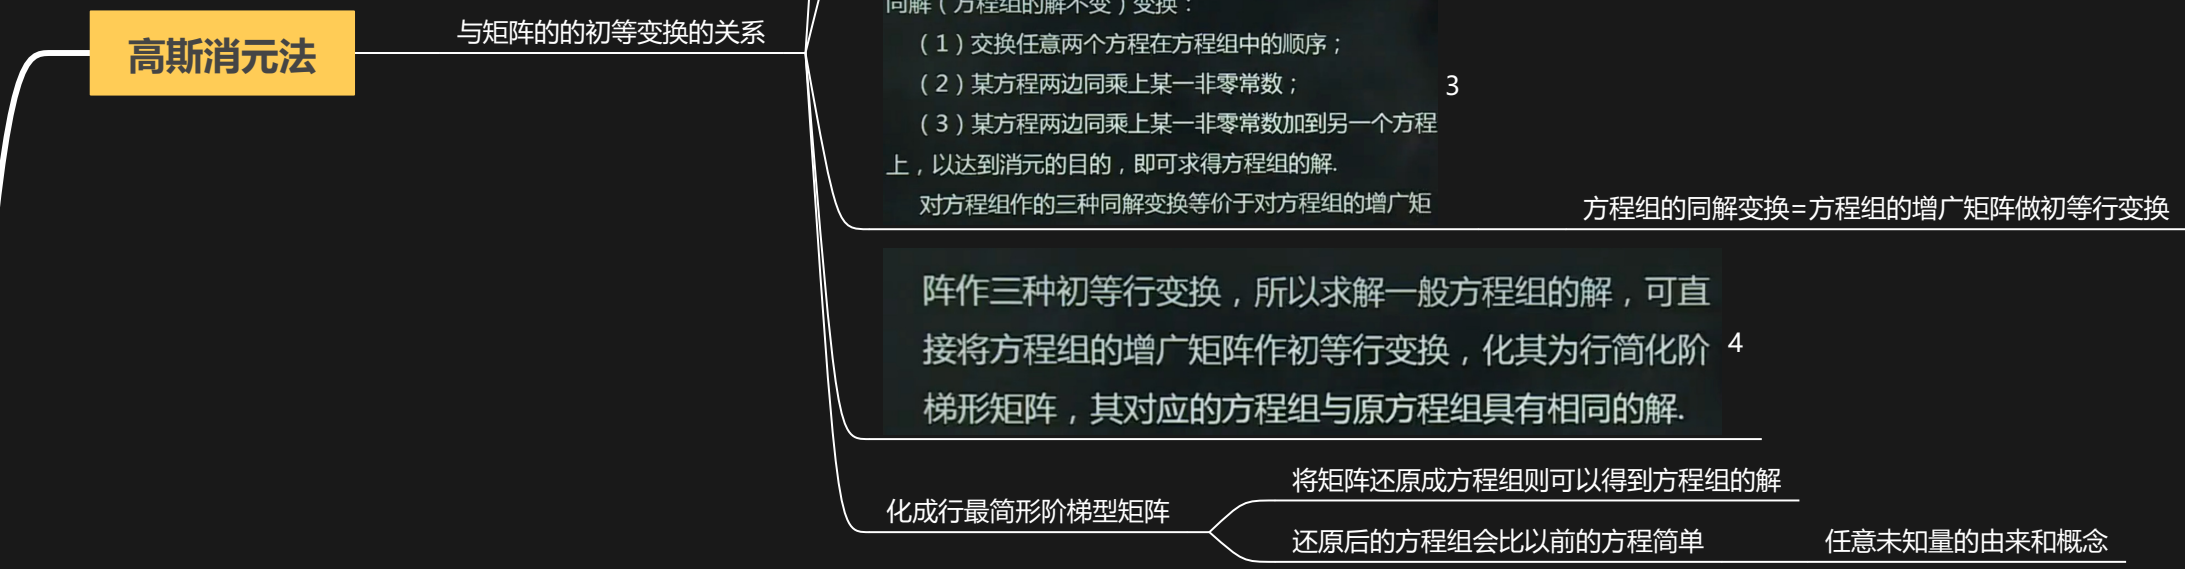 高斯消元法
与矩阵的的初等变换的关系
同解（方程组的解不变）变换：
（1）交换任意两个方程在方程组中的顺序；
（2）某方程两边同乘上某一非零常数；
（3）某方程两边同乘上某一非零常数加到另一个方程
上，以达到消元的目的，即可求得方程组的解.
对方程组作的三种同解变换等价于对方程组的增广矩
3
方程组的同解变换=方程组的增广矩阵做初等行变换
阵作三种初等行变换，所以求解一般方程组的解，可直
接将方程组的增广矩阵作初等行变换，化其为行简化阶
梯形矩阵，其对应的方程组与原方程组具有相同的解.
4
化成行最简形阶梯型矩阵
将矩阵还原成方程组则可以得到方程组的解
还原后的方程组会比以前的方程简单
任意未知量的由来和概念